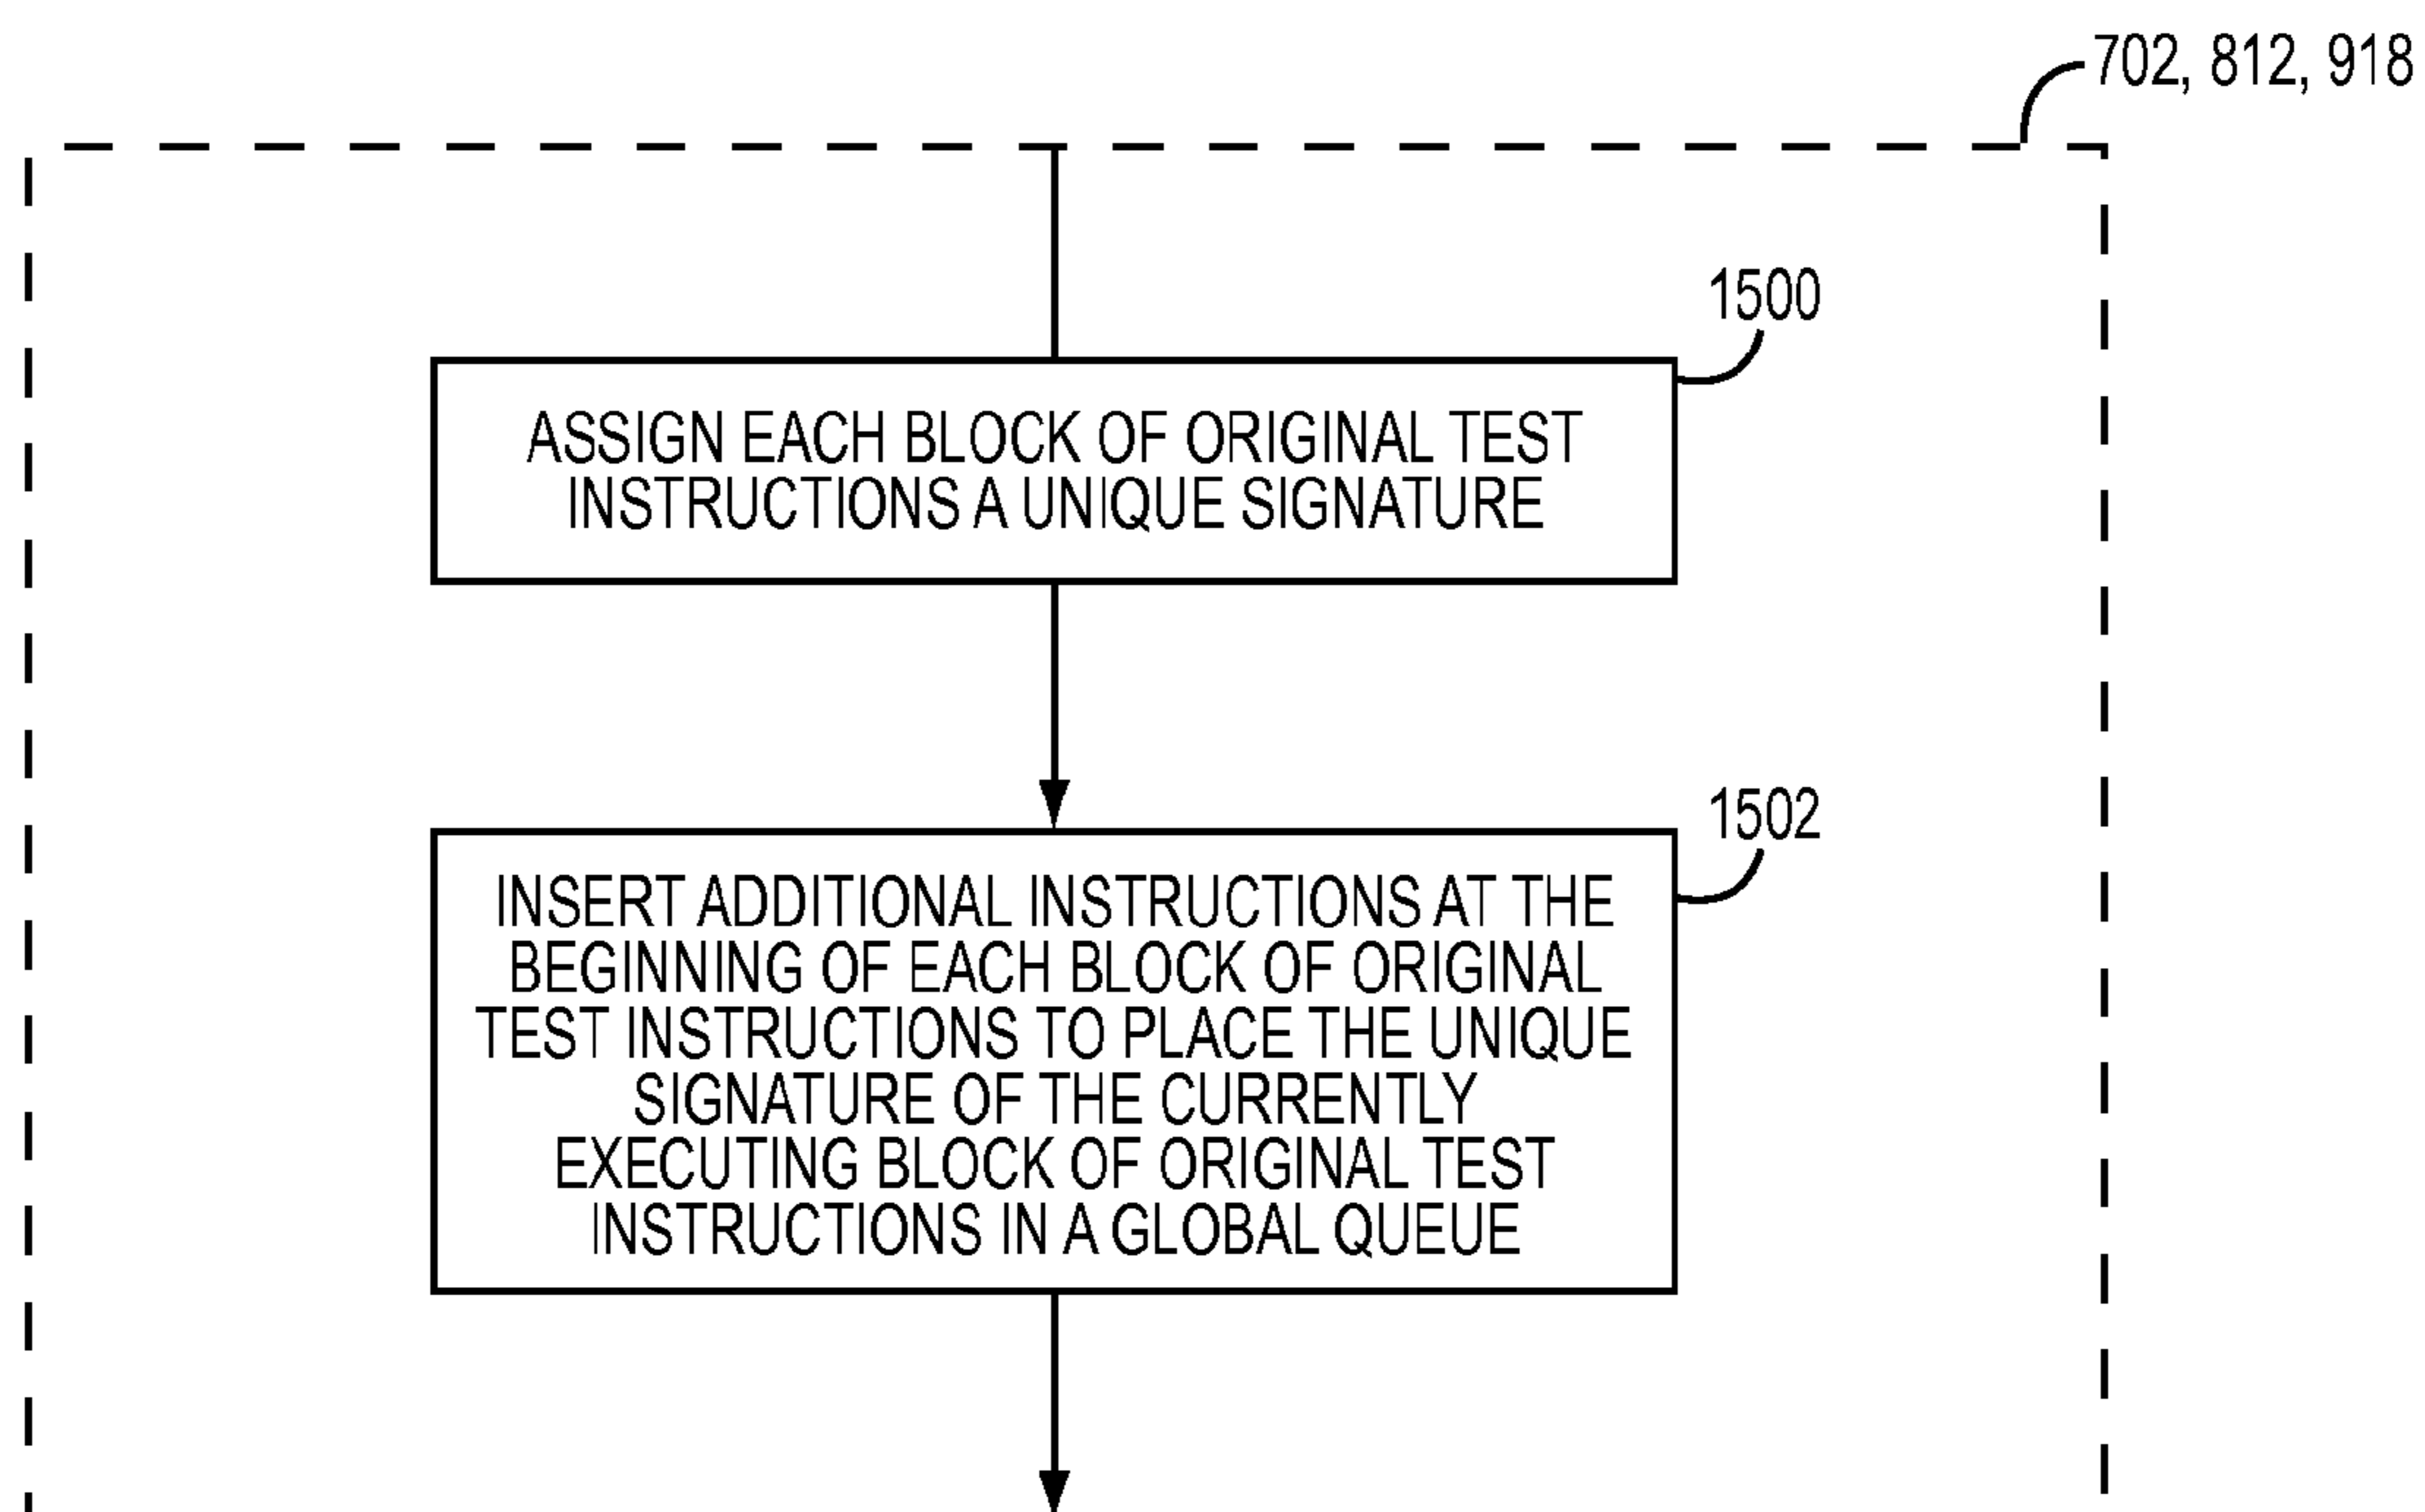 702, 812, 918
1500
ASSIGN EACH BLOCK OF ORIGINAL TEST
INSTRUCTIONS A UNIQUE SIGNATURE
1502
INSERT ADDITIONAL INSTRUCTIONS AT THE
BEGINNING OF EACH BLOCK OF ORIGINAL
TEST INSTRUCTIONS TO PLACE THE UNIQUE
SIGNATURE OF THE CURRENTLY
EXECUTING BLOCK OF ORIGINAL TEST
INSTRUCTIONS IN A GLOBAL QUEUE